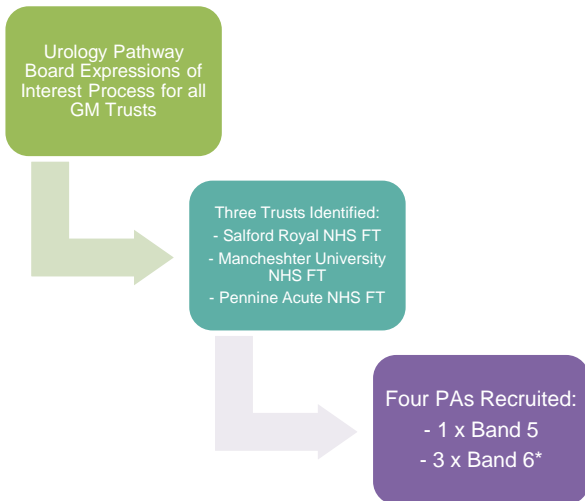 Urology Pathway
Board Expressions of
Interest Process for all
GM Trusts
Three Trusts Identified:
- Salford Royal NHS FT
- Mancheshter University
NHS FT
- Pennine Acute NHS FT
Four PAs Recruited:
- 1 x Band 5
- 3 x Band 6*